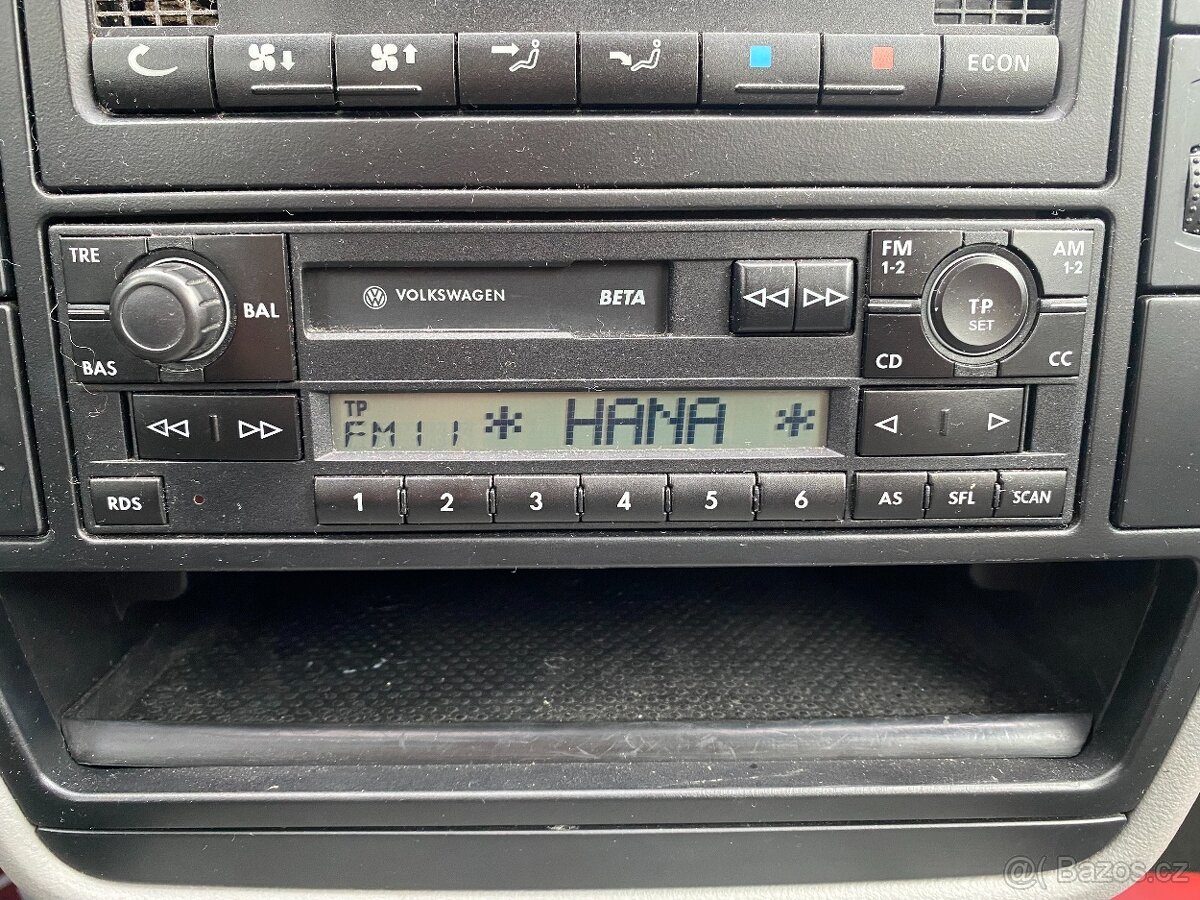 ECON
TRE
BAL
BAS
VOLKSWAGEN BETA
FM
1-2
AM
1-2
TP
SET
CD
CC
TP
FM11 * HANA *
RDS
1 2 3 4 5 6
AS SFL SCAN
@( Bazos.cz